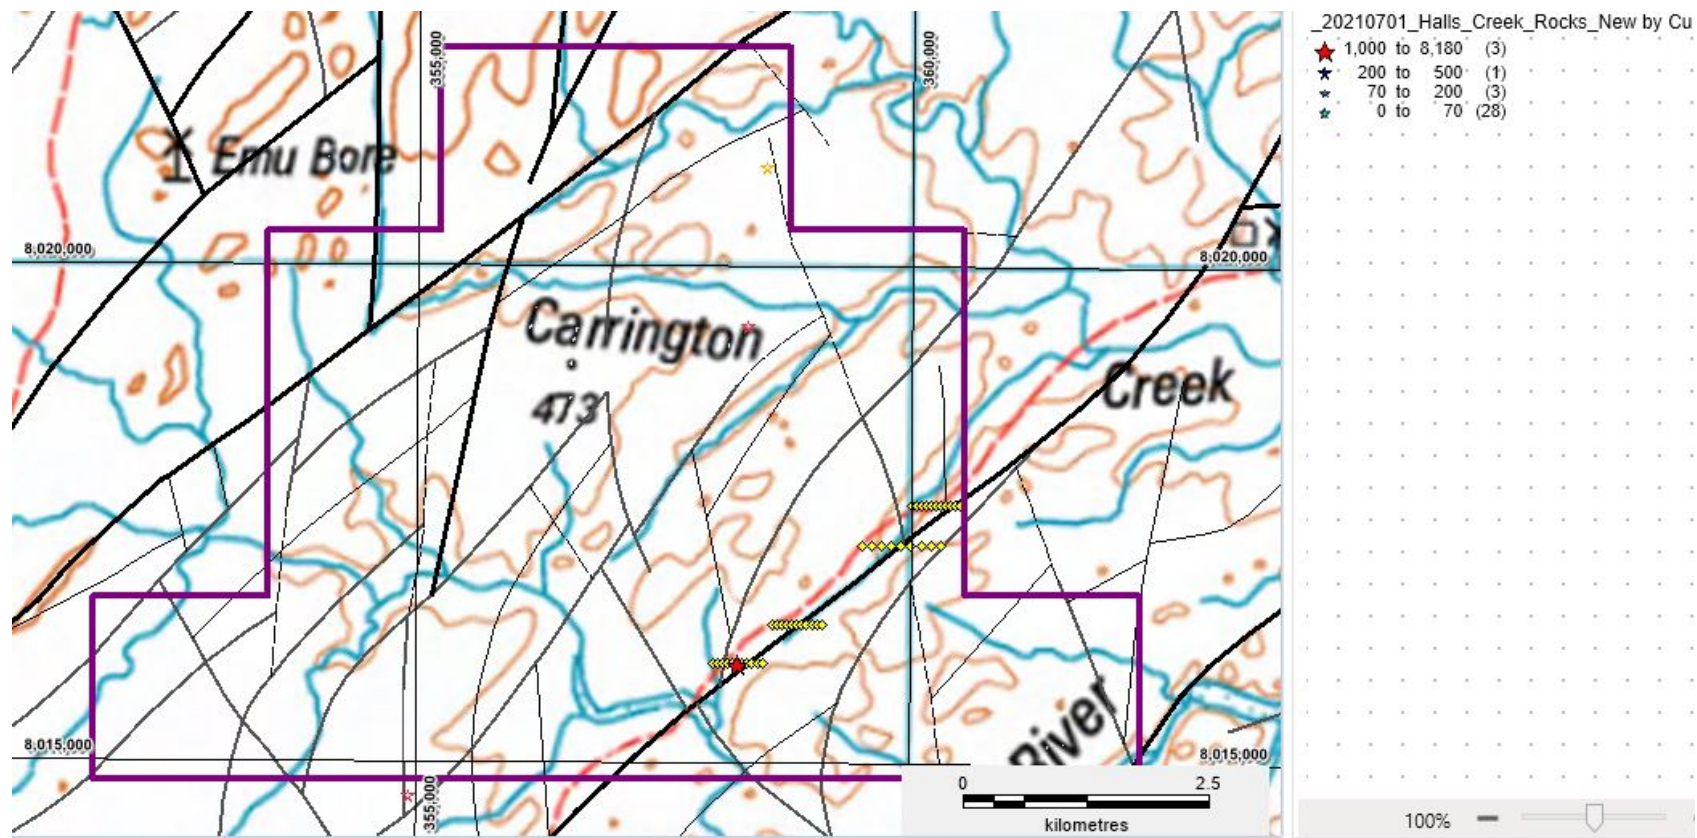 _20210701_Halls_Creek_Rocks_New by Cu
1,000 to 8,180 (3)
200 to 500 (1)
70 to 200 (3)
0 to 70 (28)
355,000
360,000
Emu Bore
8,020,000
8,020,000
Carrington
473
Creek
River
8,015,000
8,015,000
355,000
0 2.5
kilometres
100%